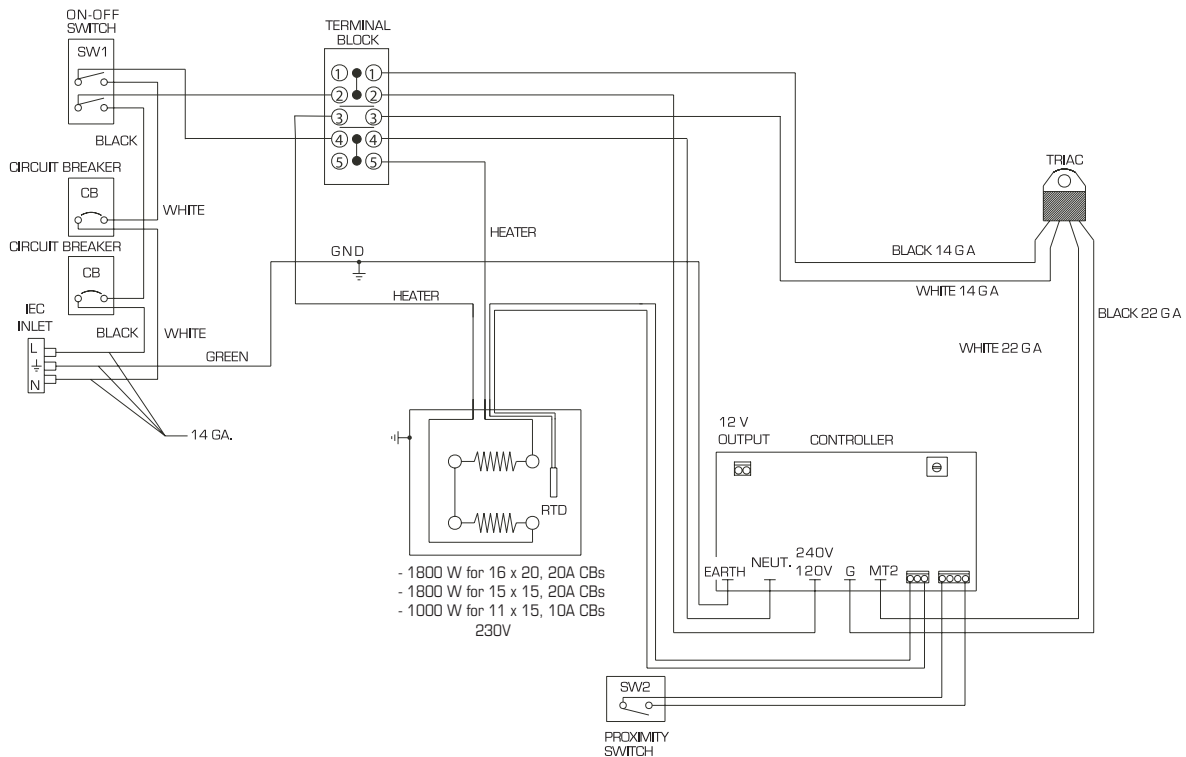 ON-OFF
SWITCH
SW1
TERMINAL
BLOCK
1 1
2 2
3 3
4 4
5 5
BLACK
CIRCUIT BREAKER
CB
WHITE
CIRCUIT BREAKER
CB
IEC
INLET
L
N
BLACK
WHITE
GREEN
14 GA.
GND
HEATER
HEATER
TRIAC
BLACK 14 GA
WHITE 14 GA
BLACK 22 GA
WHITE 22 GA
RTD
- 1800 W for 16 x 20, 20A CBs
- 1800 W for 15 x 15, 20A CBs
- 1000 W for 11 x 15, 10A CBs
230V
12 V
OUTPUT
CONTROLLER
EARTH
NEUT.
240V
120V
G
MT2
SW2
PROXIMITY
SWITCH